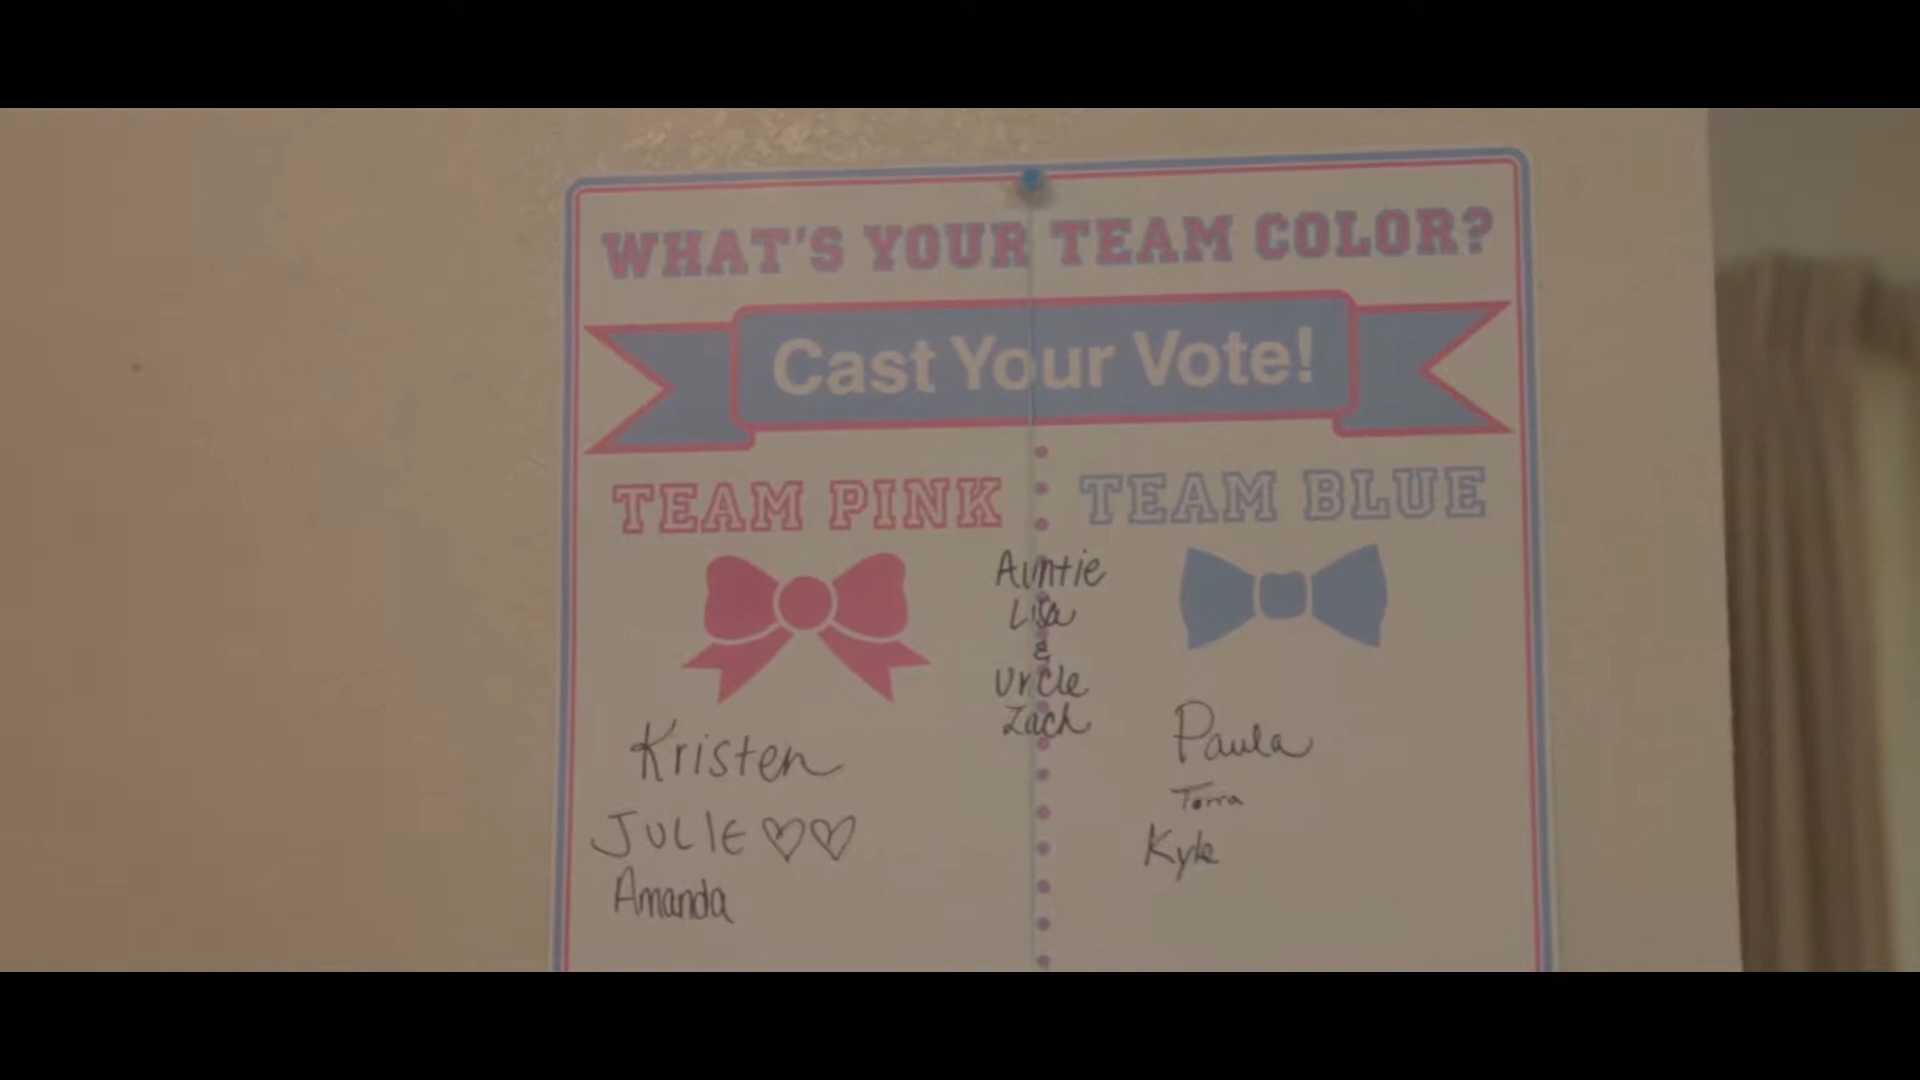 WHAT'S YOUR TEAM COLOR?
Cast Your Vote!
TEAM PINK
TEAM BLUE
Auntie
Lisa
&
Uncle
Zach
Kristen
JULIE ♡♡
Amanda
Paula
Kyle